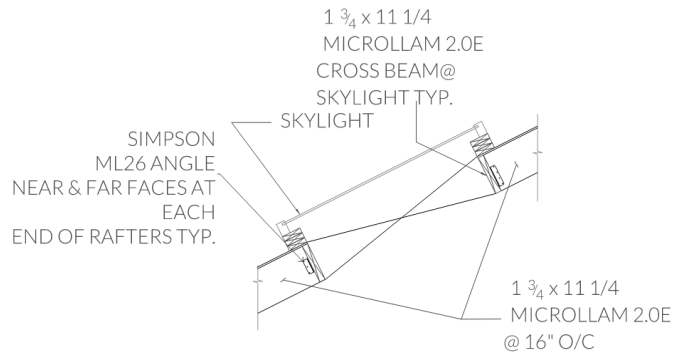 1 3/4 x 11 1/4
MICROLLAM 2.0E
CROSS BEAM@
SKYLIGHT TYP.
SKYLIGHT
SIMPSON
ML26 ANGLE
NEAR & FAR FACES AT
EACH
END OF RAFTERS TYP.
1 3/4 x 11 1/4
MICROLLAM 2.0E
@ 16" O/C